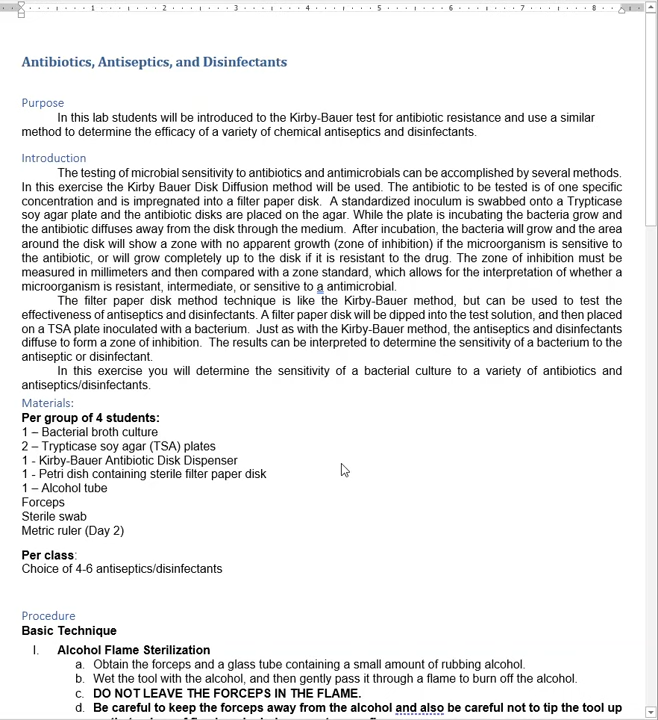 1 2 3 4 5 6 7 8
Antibiotics, Antiseptics, and Disinfectants
Purpose
In this lab students will be introduced to the Kirby-Bauer test for antibiotic resistance and use a similar
method to determine the efficacy of a variety of chemical antiseptics and disinfectants.
Introduction
The testing of microbial sensitivity to antibiotics and antimicrobials can be accomplished by several methods.
In this exercise the Kirby Bauer Disk Diffusion method will be used. The antibiotic to be tested is of one specific
concentration and is impregnated into a filter paper disk. A standardized inoculum is swabbed onto a Trypticase
soy agar plate and the antibiotic disks are placed on the agar. While the plate is incubating the bacteria grow and
the antibiotic diffuses away from the disk through the medium. After incubation, the bacteria will grow and the area
around the disk will show a zone with no apparent growth (zone of inhibition) if the microorganism is sensitive to
the antibiotic, or will grow completely up to the disk if it is resistant to the drug. The zone of inhibition must be
measured in millimeters and then compared with a zone standard, which allows for the interpretation of whether a
microorganism is resistant, intermediate, or sensitive to a antimicrobial.
The filter paper disk method technique is like the Kirby-Bauer method, but can be used to test the
effectiveness of antiseptics and disinfectants. A filter paper disk will be dipped into the test solution, and then placed
on a TSA plate inoculated with a bacterium. Just as with the Kirby-Bauer method, the antiseptics and disinfectants
diffuse to form a zone of inhibition. The results can be interpreted to determine the sensitivity of a bacterium to the
antiseptic or disinfectant.
In this exercise you will determine the sensitivity of a bacterial culture to a variety of antibiotics and
antiseptics/disinfectants.
Materials:
Per group of 4 students:
1 – Bacterial broth culture
2 – Trypticase soy agar (TSA) plates
1 - Kirby-Bauer Antibiotic Disk Dispenser
1 - Petri dish containing sterile filter paper disk
1 – Alcohol tube
Forceps
Sterile swab
Metric ruler (Day 2)
Per class:
Choice of 4-6 antiseptics/disinfectants
Procedure
Basic Technique
I. Alcohol Flame Sterilization
a. Obtain the forceps and a glass tube containing a small amount of rubbing alcohol.
b. Wet the tool with the alcohol, and then gently pass it through a flame to burn off the alcohol.
c. DO NOT LEAVE THE FORCEPS IN THE FLAME.
d. Be careful to keep the forceps away from the alcohol and also be careful not to tip the tool up